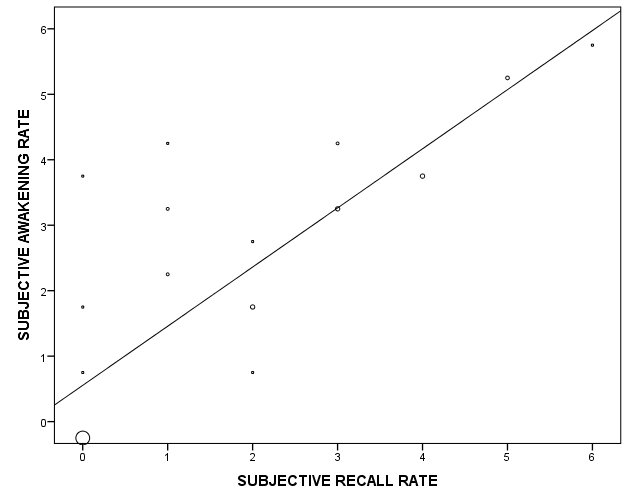 6
5
4
3
2
1
0
SUBJECTIVE AWAKENING RATE
0 1 2 3 4 5 6
SUBJECTIVE RECALL RATE